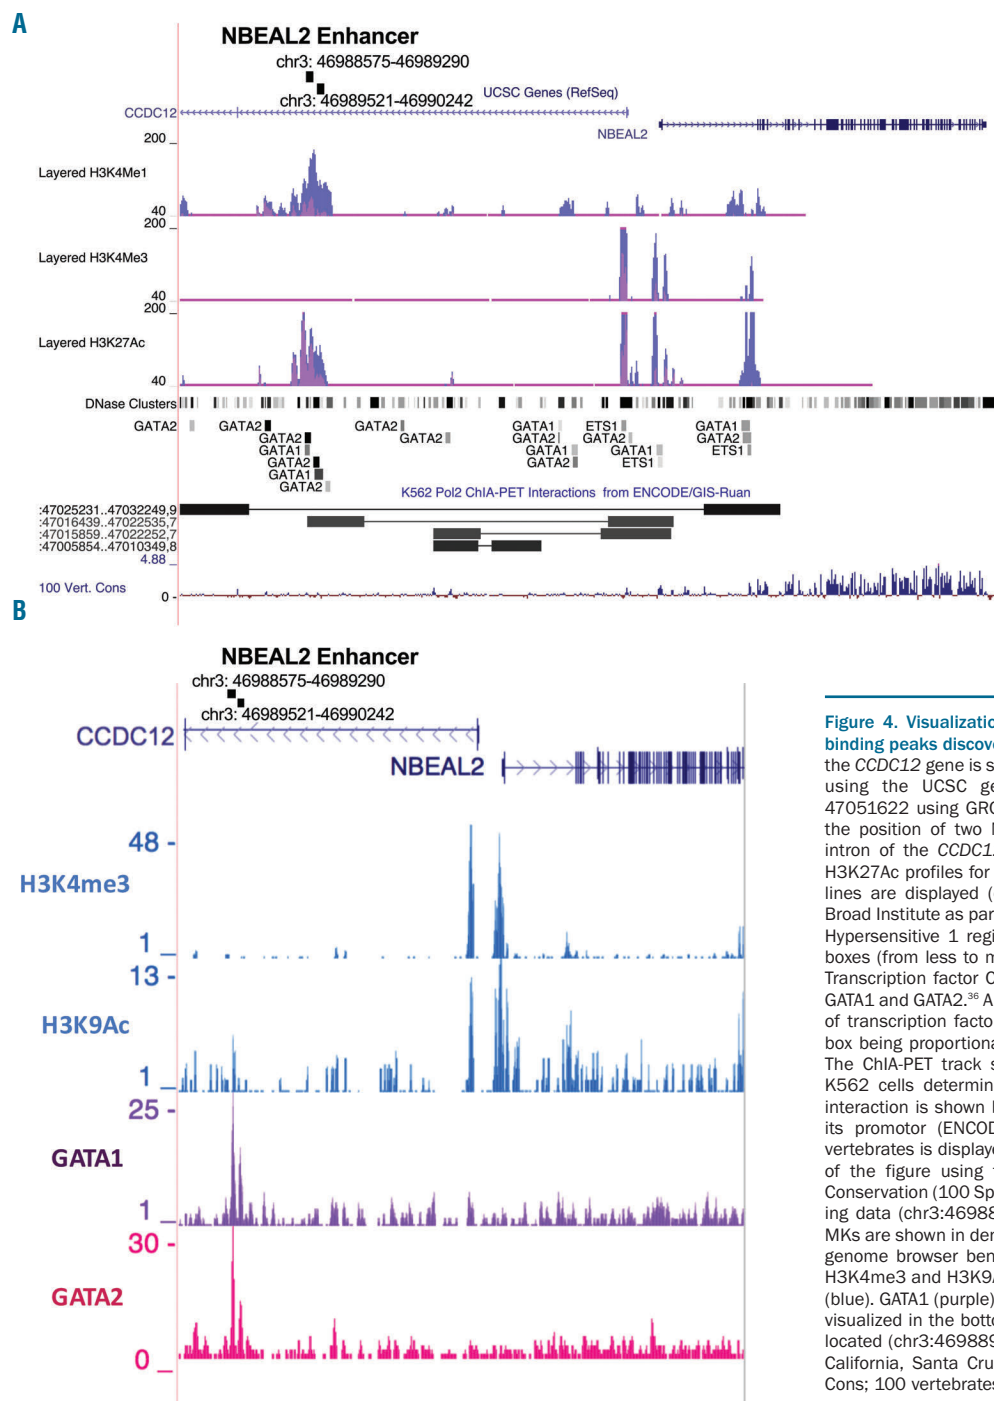 A
NBEAL2 Enhancer
chr3: 46988575-46989290
chr3: 46989521-46990242
UCSC Genes (RefSeq)
CCDC12
NBEAL2
200
Layered H3K4Me1
40
200
Layered H3K4Me3
40
200
Layered H3K27Ac
40
DNase Clusters
GATA2 GATA2 GATA2 GATA1 ETS1 GATA1
GATA2 GATA2 GATA2 GATA2 GATA2
GATA1 GATA1 GATA1 ETS1
GATA2 GATA2 ETS1
GATA1
GATA2
K562 Pol2 ChIA-PET Interactions from ENCODE/GIS-Ruan
:47025231..47032249,9
:47016439..47022535,7
:47015859..47022252,7
:47005854..47010349,8
4.88
100 Vert. Cons
0 -
B
NBEAL2 Enhancer
chr3: 46988575-46989290
chr3: 46989521-46990242
CCDC12
NBEAL2
48 -
H3K4me3
1
13 -
H3K9Ac
1
25 -
GATA1
1
30 -
GATA2
0
Figure 4. Visualizatio
binding peaks discove
the CCDC12 gene is s
using the UCSC ge
47051622 using GRC
the position of two
intron of the CCDC1
H3K27Ac profiles for
lines are displayed (
Broad Institute as par
Hypersensitive 1 regi
boxes (from less to m
Transcription factor C
GATA1 and GATA2.36 A
of transcription facto
box being proportiona
The ChIA-PET track s
K562 cells determin
interaction is shown
its promotor (ENCOD
vertebrates is displaye
of the figure using
Conservation (100 Sp
ing data (chr3:46988
MKs are shown in der
genome browser ben
H3K4me3 and H3K9A
(blue). GATA1 (purple)
visualized in the botto
located (chr3:469889
California, Santa Cru
Cons; 100 vertebrates